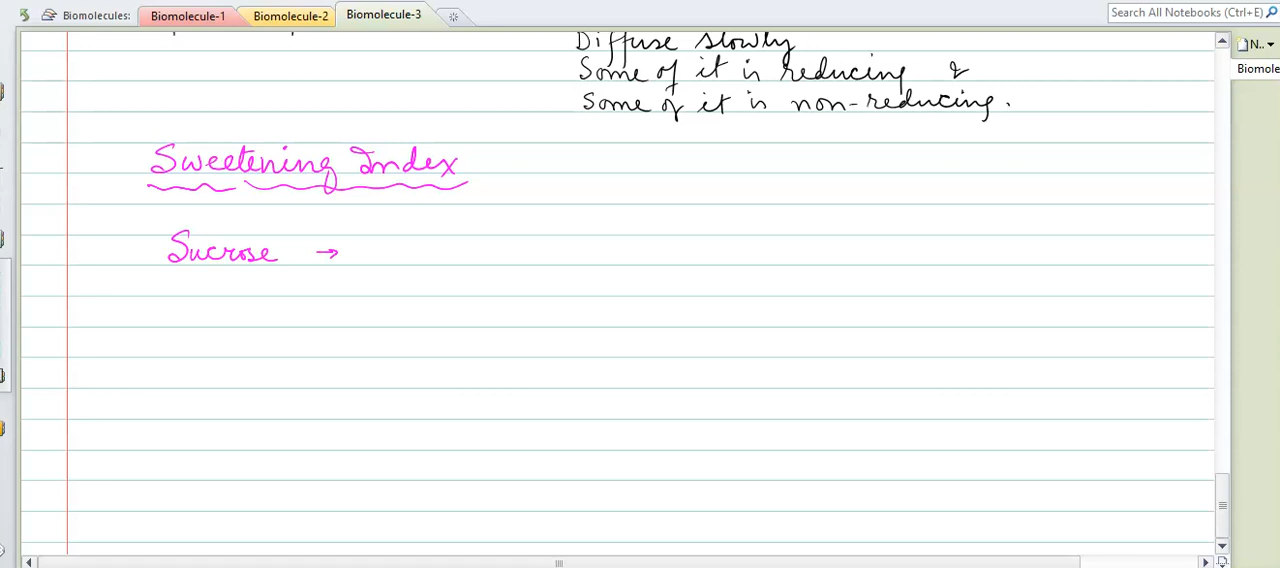 Biomolecules: Biomolecule-1 Biomolecule-2 Biomolecule-3 Search All Notebooks (Ctrl+E)
N..
Biomole
Diffuse slowly
Some of it is reducing &
Some of it is non-reducing.
Sweetening Index
Sucrose →